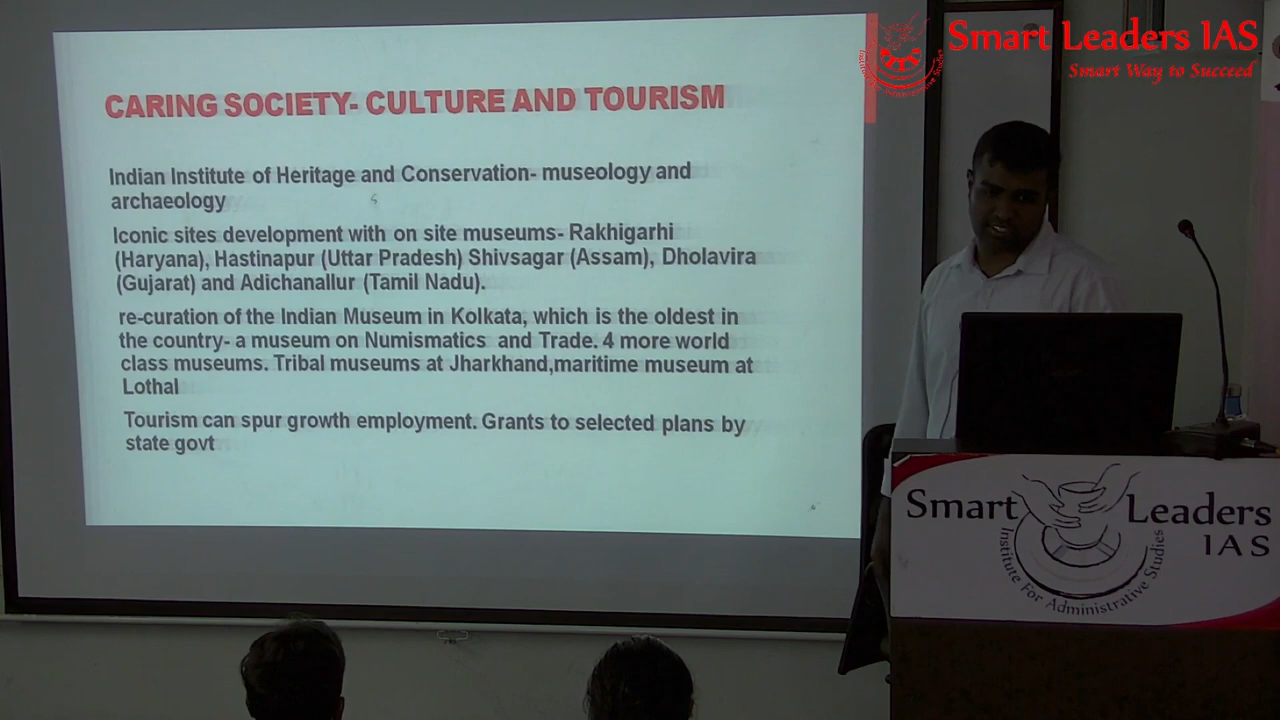 Smart Leaders IAS
Smart Way to Succeed
Institute For Administrative Studies
CARING SOCIETY- CULTURE AND TOURISM
Indian Institute of Heritage and Conservation- museology and
archaeology
Iconic sites development with on site museums- Rakhigarhi
(Haryana), Hastinapur (Uttar Pradesh) Shivsagar (Assam), Dholavira
(Gujarat) and Adichanallur (Tamil Nadu).
re-curation of the Indian Museum in Kolkata, which is the oldest in
the country- a museum on Numismatics and Trade. 4 more world
class museums. Tribal museums at Jharkhand,maritime museum at
Lothal
Tourism can spur growth employment. Grants to selected plans by
state govt
Smart Leaders
IAS
Institute For Administrative Studies